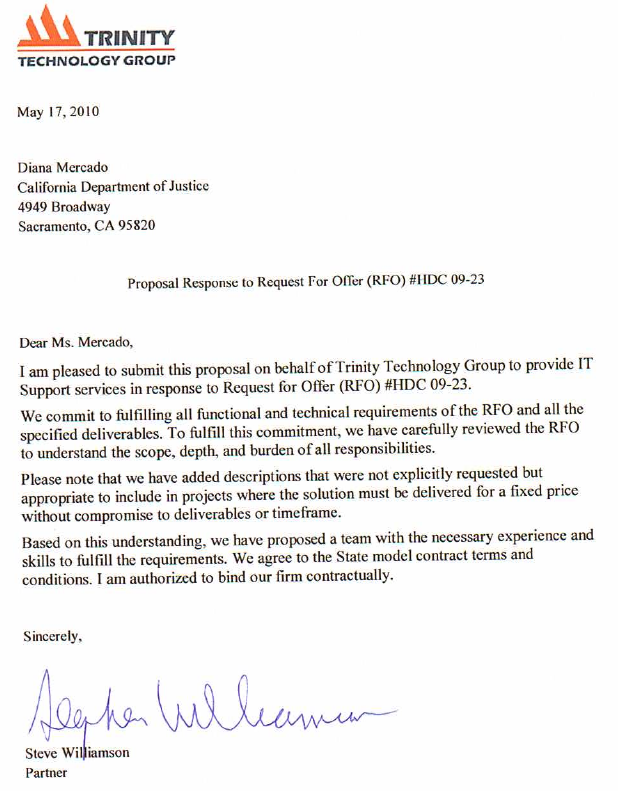 TRINITY
TECHNOLOGY GROUP
May 17, 2010
Diana Mercado
California Department of Justice
4949 Broadway
Sacramento, CA 95820
Proposal Response to Request For Offer (RFO) #HDC 09-23
Dear Ms. Mercado,
I am pleased to submit this proposal on behalf of Trinity Technology Group to provide IT
Support services in response to Request for Offer (RFO) #HDC 09-23.
We commit to fulfilling all functional and technical requirements of the RFO and all the
specified deliverables. To fulfill this commitment, we have carefully reviewed the RFO
to understand the scope, depth, and burden of all responsibilities.
Please note that we have added descriptions that were not explicitly requested but
appropriate to include in projects where the solution must be delivered for a fixed price
without compromise to deliverables or timeframe.
Based on this understanding, we have proposed a team with the necessary experience and
skills to fulfill the requirements. We agree to the State model contract terms and
conditions. I am authorized to bind our firm contractually.
Sincerely,
Stephen Williamson
Steve Williamson
Partner